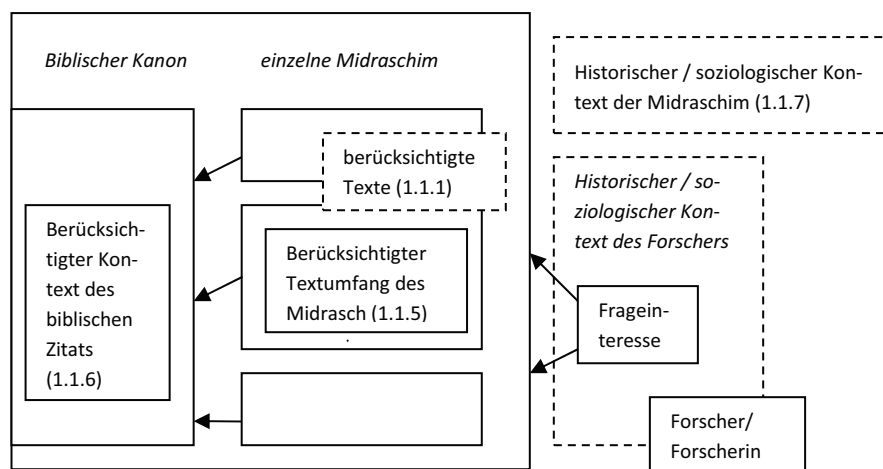 Biblischer Kanon
einzelne Midraschim
Historischer / soziologischer Kon-
text der Midraschim (1.1.7)
berücksichtigte
Texte (1.1.1)
Historischer / so-
ziologischer Kon-
text des Forschers
Berücksich-
tigter Kon-
text des
biblischen
Zitats
(1.1.6)
Berücksichtigter
Textumfang des
Midrasch (1.1.5)
.
Fragein-
teresse
Forscher/
Forscherin